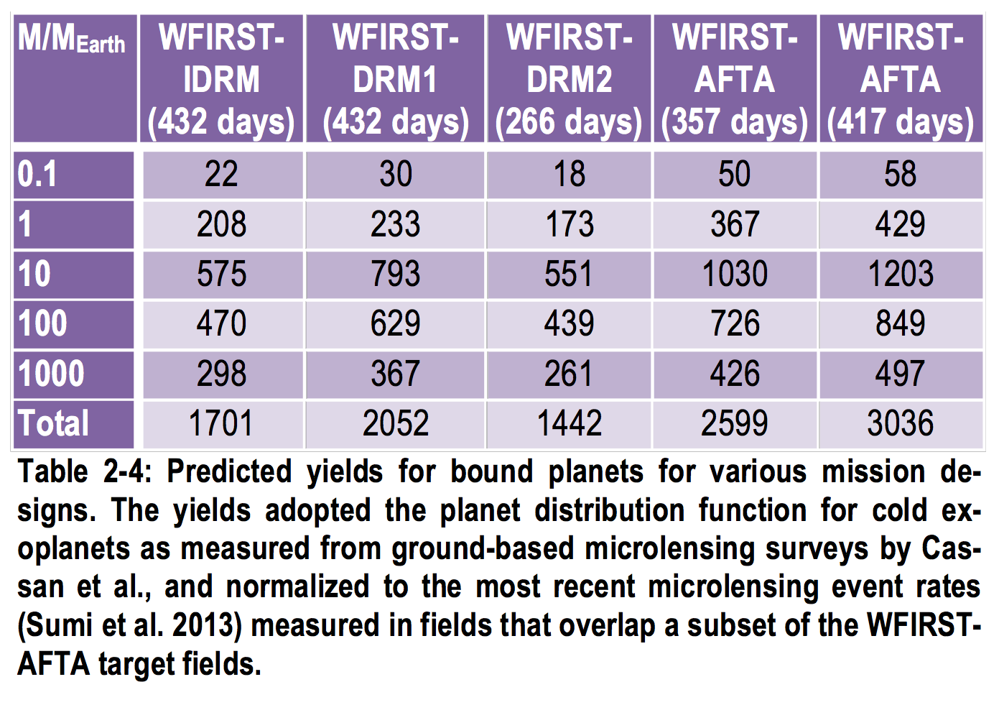 M/MEarth WFIRST-IDRM (432 days) WFIRST-DRM1 (432 days) WFIRST-DRM2 (266 days) WFIRST-AFTA (357 days) WFIRST-AFTA (417 days)
0.1 22 30 18 50 58
1 208 233 173 367 429
10 575 793 551 1030 1203
100 470 629 439 726 849
1000 298 367 261 426 497
Total 1701 2052 1442 2599 3036
Table 2-4: Predicted yields for bound planets for various mission de-
signs. The yields adopted the planet distribution function for cold ex-
oplanets as measured from ground-based microlensing surveys by Cas-
san et al., and normalized to the most recent microlensing event rates
(Sumi et al. 2013) measured in fields that overlap a subset of the WFIRST-
AFTA target fields.